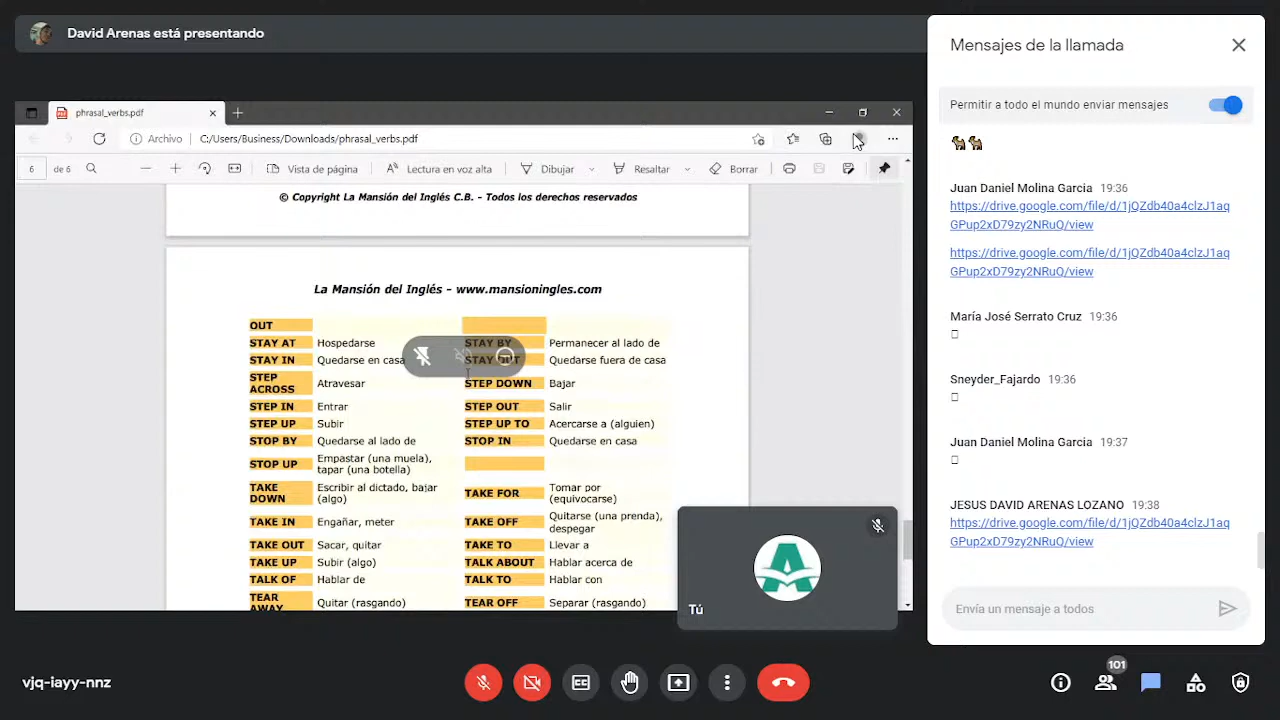 David Arenas está presentando
phrasal_verbs.pdf
Archivo
C:/Users/Business/Downloads/phrasal_verbs.pdf
6 de 6
Vista de página
Lectura en voz alta
Dibujar
Resaltar
Borrar
© Copyright La Mansión del Inglés C.B. - Todos los derechos reservados
La Mansión del Inglés - www.mansioningles.com
OUT
STAY AT Hospedarse STAY BY Permanecer al lado de
STAY IN Quedarse en casa STAY OUT Quedarse fuera de casa
STEP ACROSS Atravesar STEP DOWN Bajar
STEP IN Entrar STEP OUT Salir
STEP UP Subir STEP UP TO Acercarse a (alguien)
STOP BY Quedarse al lado de STOP IN Quedarse en casa
STOP UP Empastar (una muela), tapar (una botella)
TAKE DOWN Escribir al dictado, bajar (algo) TAKE FOR Tomar por (equivocarse)
TAKE IN Engañar, meter TAKE OFF Quitarse (una prenda), despegar
TAKE OUT Sacar, quitar TAKE TO Llevar a
TAKE UP Subir (algo) TALK ABOUT Hablar acerca de
TALK OF Hablar de TALK TO Hablar con
TEAR AWAY Quitar (rasgando) TEAR OFF Separar (rasgando)
Tú
Mensajes de la llamada
Permitir a todo el mundo enviar mensajes
Juan Daniel Molina Garcia 19:36
https://drive.google.com/file/d/1jQZdb40a4clzJ1aq
GPup2xD79zy2NRuQ/view
https://drive.google.com/file/d/1jQZdb40a4clzJ1aq
GPup2xD79zy2NRuQ/view
María José Serrato Cruz 19:36
Sneyder_Fajardo 19:36
Juan Daniel Molina Garcia 19:37
JESUS DAVID ARENAS LOZANO 19:38
https://drive.google.com/file/d/1jQZdb40a4clzJ1aq
GPup2xD79zy2NRuQ/view
Envía un mensaje a todos
vjq-iayy-nnz
101